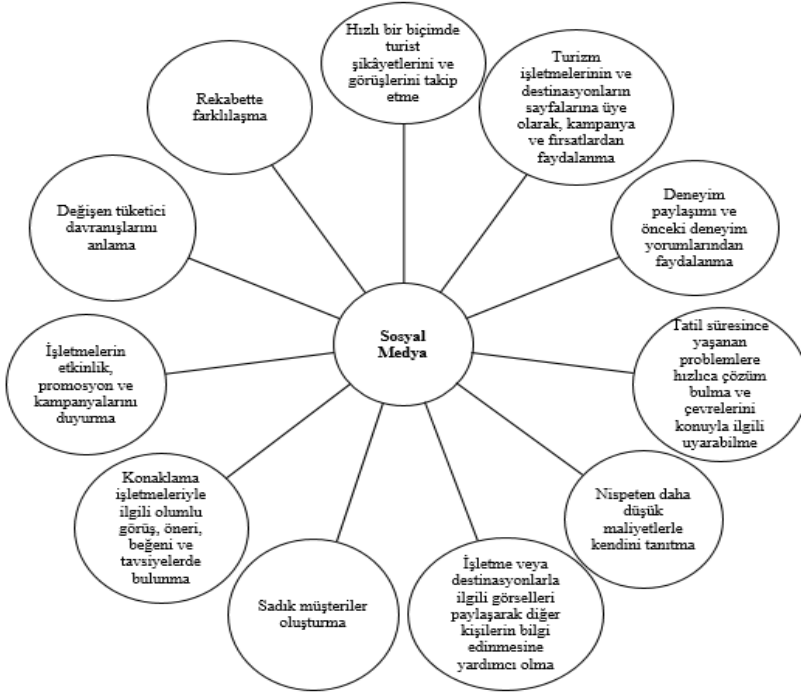 Hızlı bir biçimde
turist
şikâyetlerini ve
görüşlerini takip
etme
Turizm
işletmelerinin ve
destinasyonların
sayfalarına üye
olarak, kampanya
ve fırsatlardan
faydalanma
Deneyim
paylaşımı ve
önceki deneyim
yorumlarından
faydalanma
Tatil süresince
yaşanan
problemlere
hızlıca çözüm
bulma ve
çevrelerini
konuyla ilgili
uyarabilme
Nispeten daha
düşük
maliyetlerle
kendini tanıtma
İşletme veya
destinasyonlarla
ilgili görselleri
paylaşarak diğer
kişilerin bilgi
edinmesine
yardımcı olma
Sadık müşteriler
oluşturma
Konaklama
işletmeleriyle
ilgili olumlu
görüş, öneri,
beğeni ve
tavsiyelerde
bulunma
İşletmelerin
etkinlik,
promosyon ve
kampanyalarını
duyurma
Değişen tüketici
davranışlarını
anlama
Rekabette
farklılaşma
Sosyal
Medya